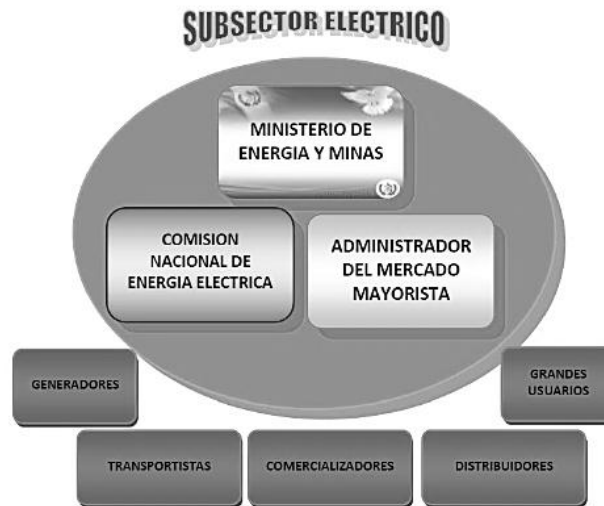 SUBSECTOR ELECTRICO
MINISTERIO DE
ENERGIA Y MINAS
COMISION
NACIONAL DE
ENERGIA ELECTRICA
ADMINISTRADOR
DEL MERCADO
MAYORISTA
GENERADORES
GRANDES
USUARIOS
TRANSPORTISTAS
COMERCIALIZADORES
DISTRIBUIDORES